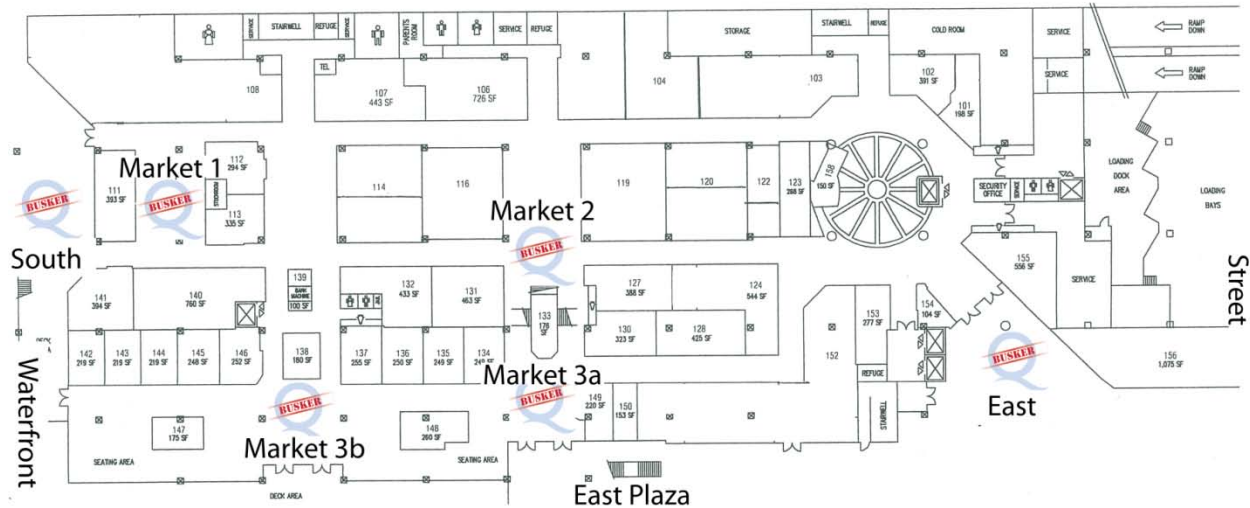 SERVICE
STAIRWELL
REFUGE
SERVICE
PARENTS
ROOM
SERVICE
REFUGE
STORAGE
STAIRWELL
REFUGE
COLD ROOM
SERVICE
RAMP
DOWN
SERVICE
RAMP
DOWN
TEL
108
107
443 SF
106
726 SF
104
103
102
391 SF
101
198 SF
Market 1
111
393 SF
112
294 SF
113
335 SF
114
116
119
120
122
123
288 SF
158
150 SF
SECURITY
OFFICE
SERVICE
LOADING
DOCK
AREA
LOADING
BAYS
BUSKER
BUSKER
Market 2
BUSKER
South
141
394 SF
140
760 SF
139
BANK
MACHINE
100 SF
132
433 SF
131
463 SF
133
178
SF
127
388 SF
124
544 SF
130
323 SF
128
425 SF
155
556 SF
SERVICE
Street
142
219 SF
143
219 SF
144
219 SF
145
248 SF
146
252 SF
138
180 SF
137
255 SF
136
250 SF
135
249 SF
134
152
153
277 SF
REFUGE
STAIRWELL
154
104 SF
BUSKER
East
156
1,075 SF
Waterfront
Market 3a
BUSKER
BUSKER
149
220 SF
150
153 SF
147
175 SF
148
260 SF
Market 3b
SEATING AREA
SEATING AREA
DECK AREA
East Plaza